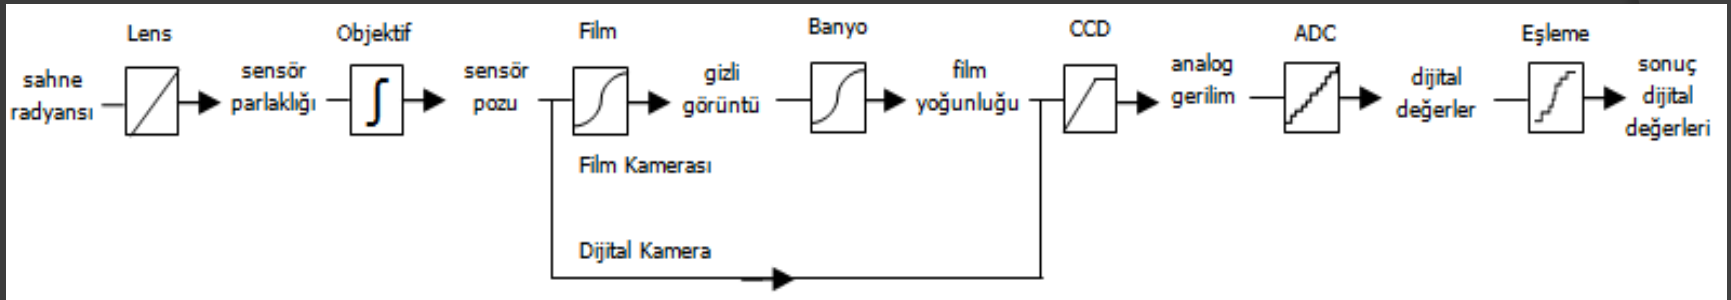 Lens
Objektif
Film
Banyo
CCD
ADC
Eşleme
sahne
radyansı
sensör
parlaklığı
∫
sensör
pozu
gizli
görüntü
film
yoğunluğu
analog
gerilim
dijital
değerler
sonuç
dijital
değerleri
Film Kamerası
Dijital Kamera